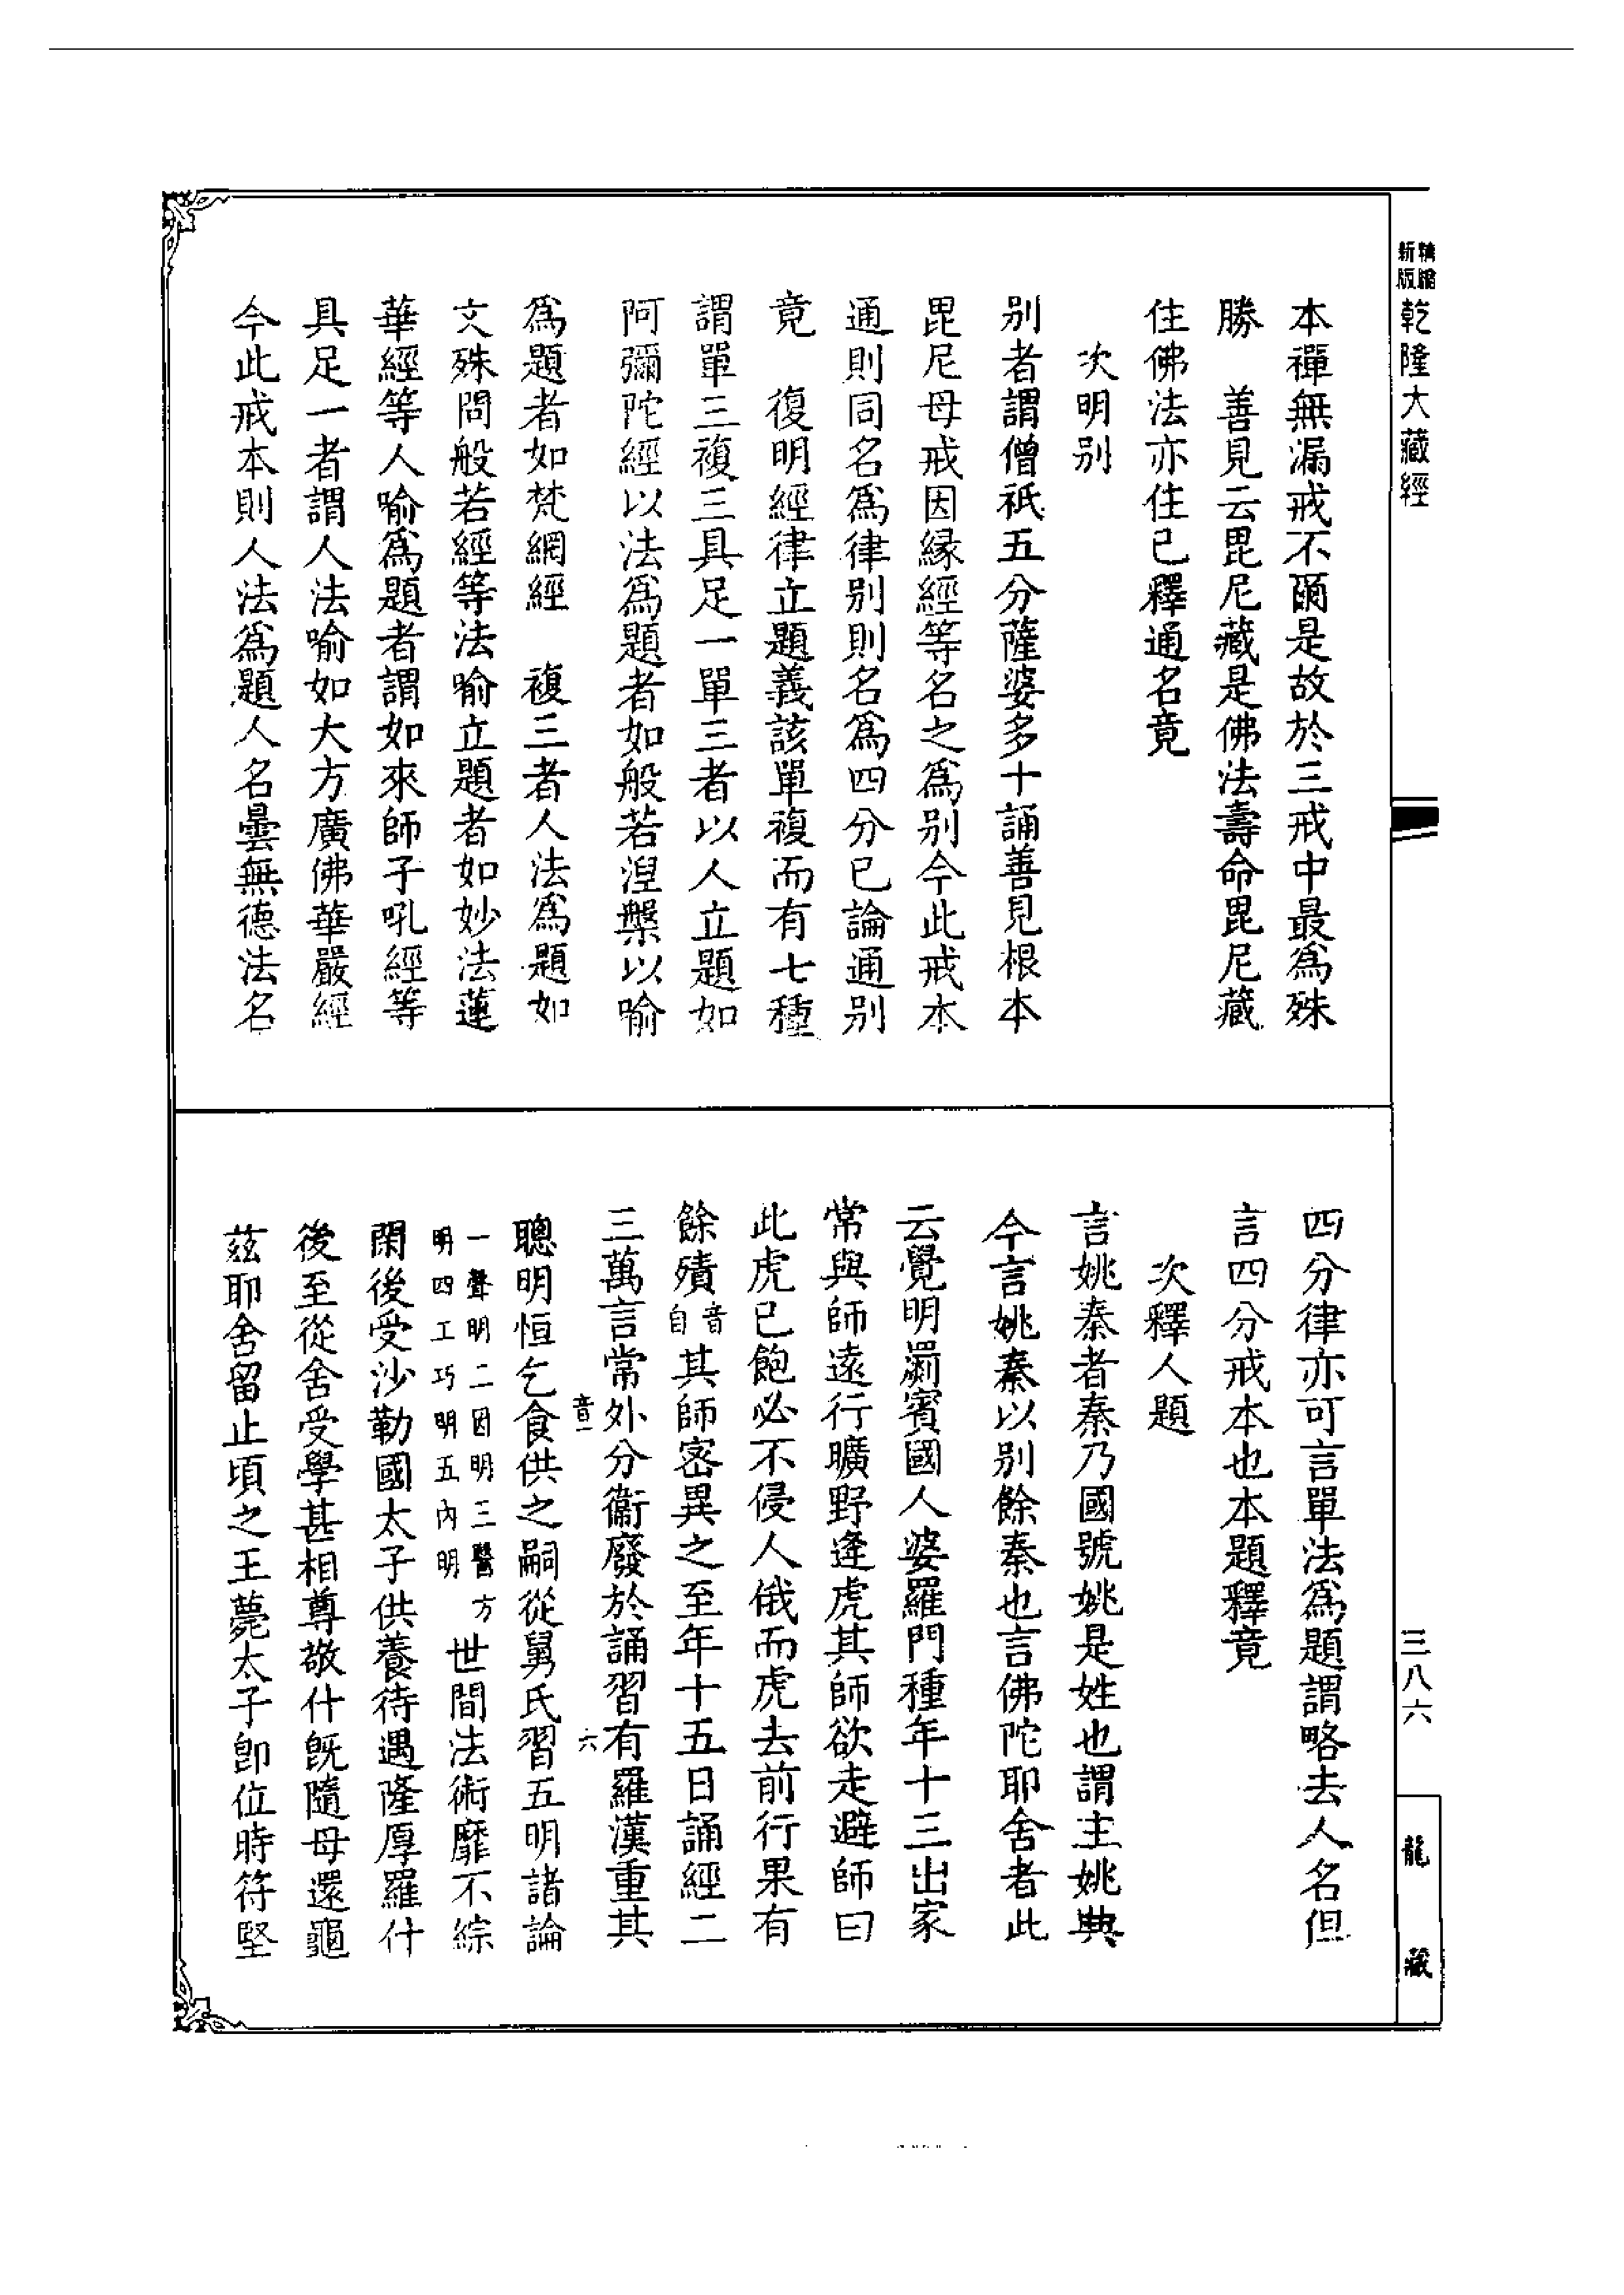 新編縮版乾隆大藏經
本禪無漏戒不爾是故於三戒中最為殊
勝　善見云毘尼藏是佛法壽命毘尼藏
住佛法亦住住已釋通名竟
次明別
別者謂僧祇五分薩婆多十誦善見根本
毘尼母戒因緣經等名之為別今此戒本
通則同名為律別則名為四分已論通別
竟　復明經律立題義該單複而有七種
謂單三複三具足一單三者以人立題如
阿彌陀經以法為題者如般若涅槃以喻
為題者如梵網經　複三者人法為題如
文殊問般若經等法喻立題者如妙法蓮
華經等人喻為題者謂如來師子吼經等
具足一者謂人法喻如大方廣佛華嚴經
今此戒本則人法為題人名曇無德法名
四分律亦可言單法為題謂略去人名但
言四分戒本也本題釋竟
次釋人題
言姚秦者秦乃國號姚是姓也謂主姚典
今言姚秦以別餘秦也言佛陀耶舍者此
云覺明罽賓國人婆羅門種年十三出家
常與師遠行曠野逢虎其師欲走避師曰
此虎已飽必不侵人俄而虎去前行果有
餘殨音自其師密異之至年十五日誦經二
三萬言常外分衞廢於誦習有羅漢重其
音一　六
聰明恒乞食供之嗣從舅氏習五明諸論
一聲明二因明三醫方明四工巧明五內明世間法術靡不綜
閑後受沙勒國太子供養待遇隆厚羅什
後至從舍受學甚相尊敬什既隨母還龜
茲耶舍留止頃之王薨太子即位時符堅
三八六
龍藏